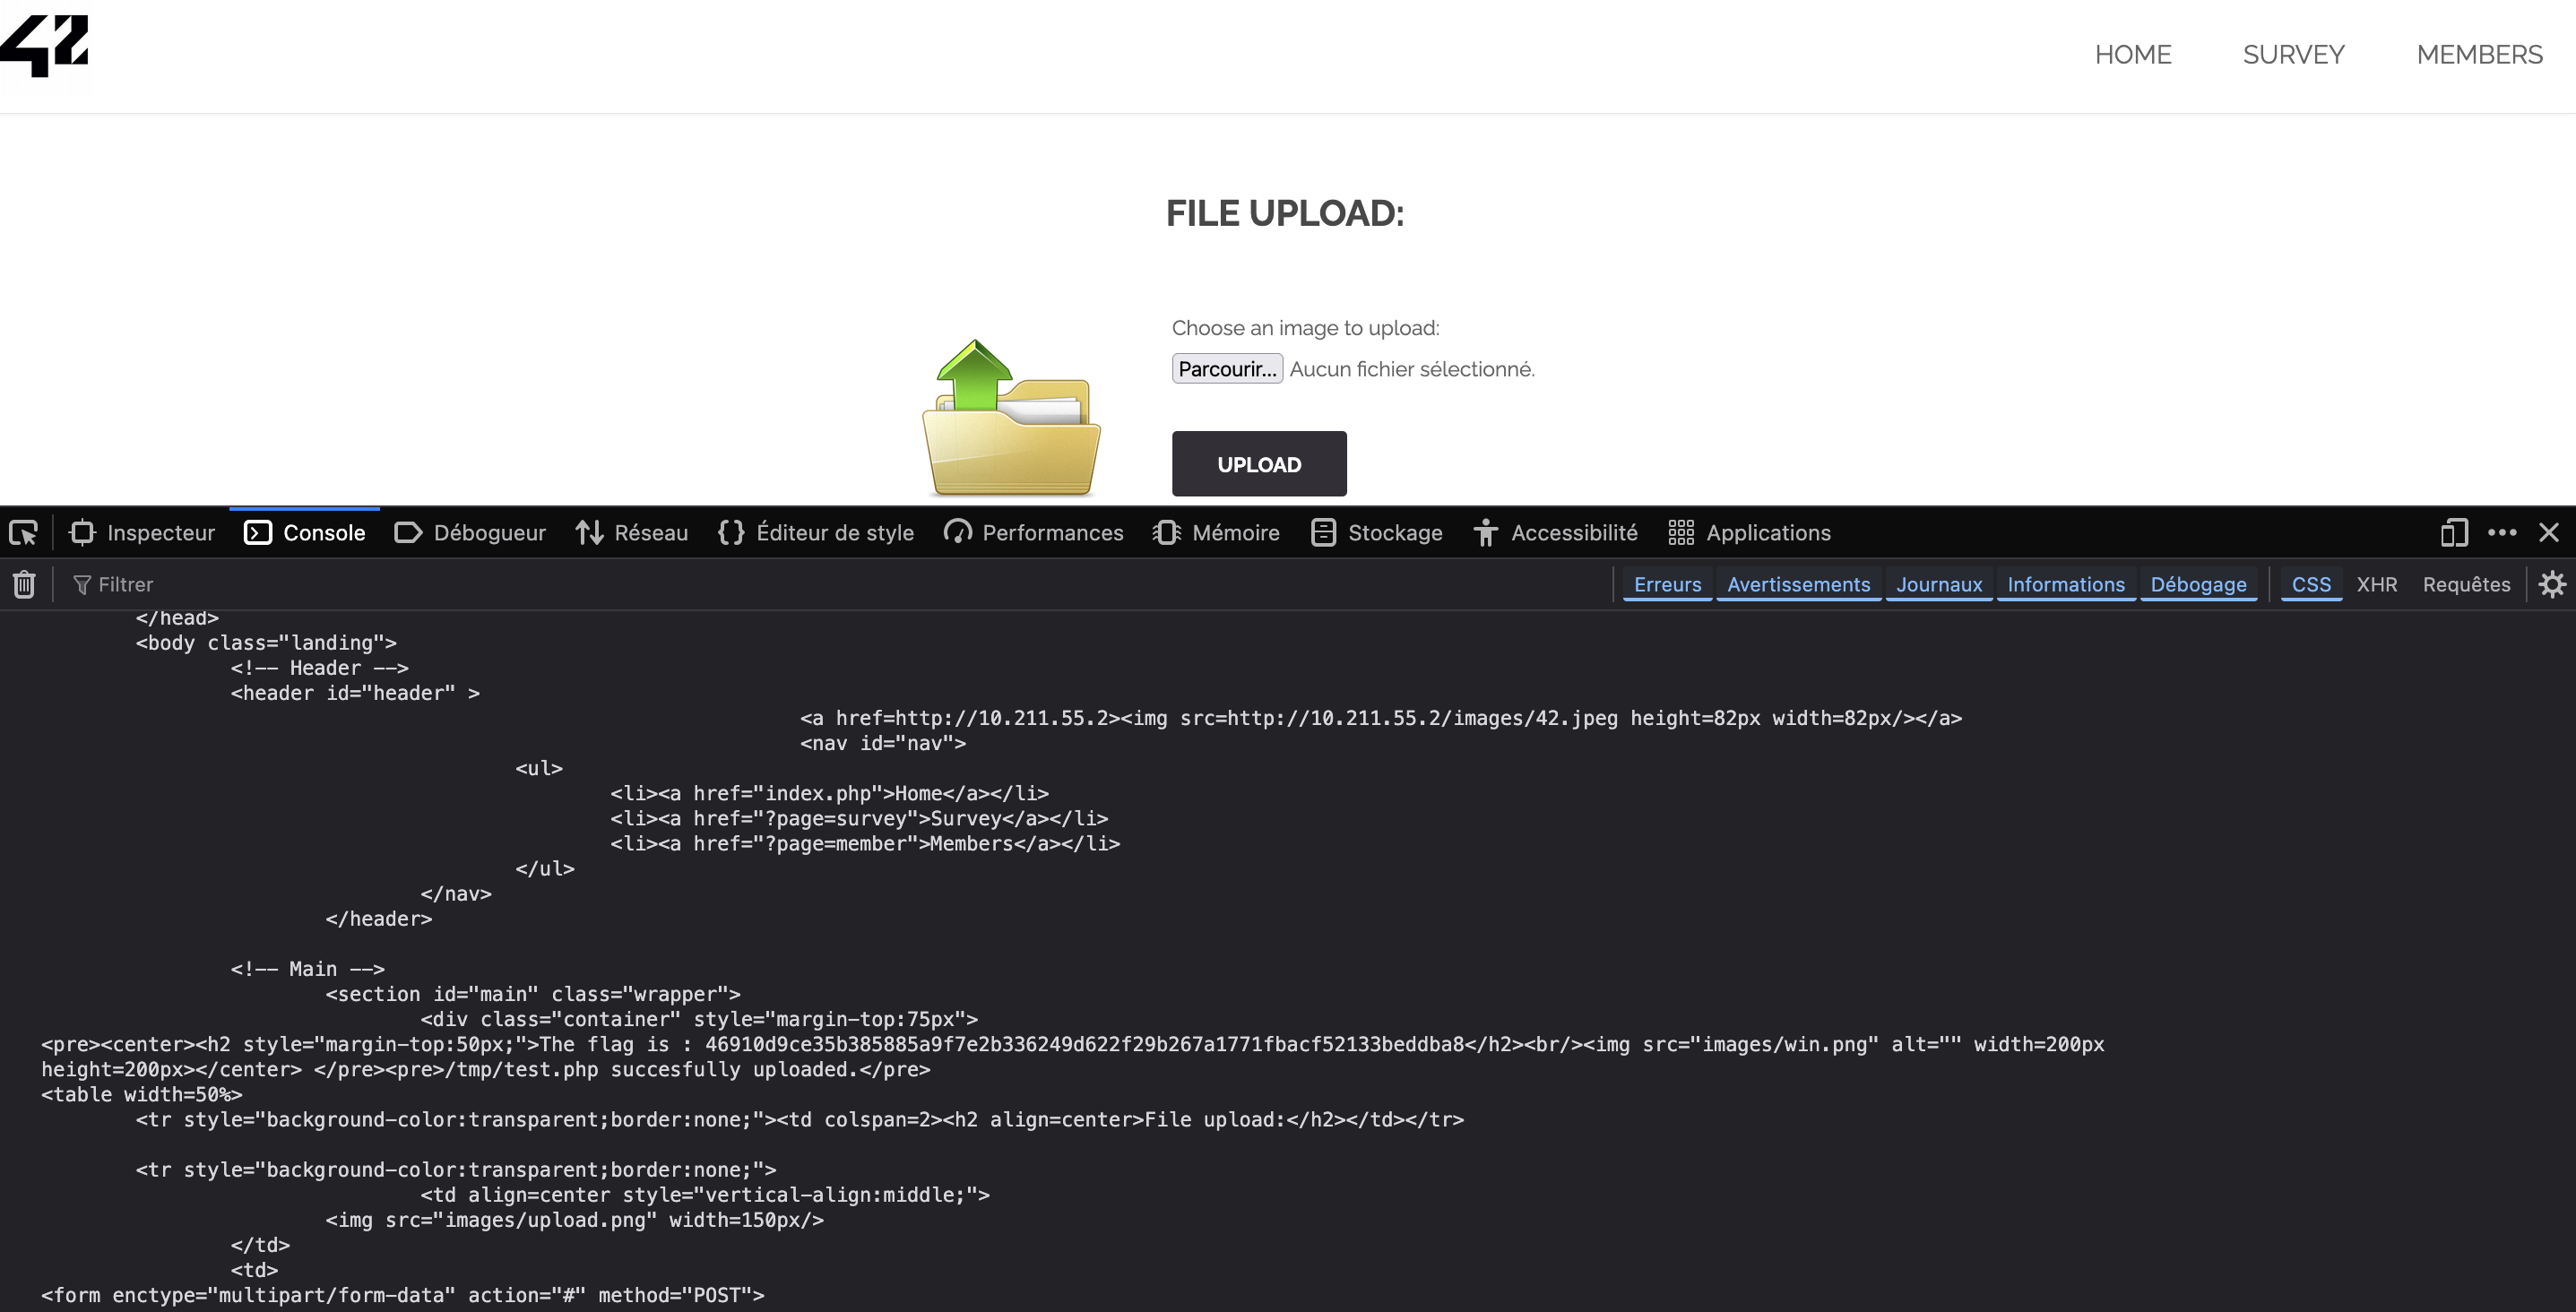 42
HOME SURVEY MEMBERS
FILE UPLOAD:
Choose an image to upload:
Parcourir... Aucun fichier sélectionné.
UPLOAD
Inspecteur Console Débogueur Réseau Éditeur de style Performances Mémoire Stockage Accessibilité Applications
Filtrer Erreurs Avertissements Journaux Informations Débogage CSS XHR Requêtes
</head>
<body class="landing">
<!-- Header -->
<header id="header" >
<a href=http://10.211.55.2><img src=http://10.211.55.2/images/42.jpeg height=82px width=82px/></a>
<nav id="nav">
<ul>
<li><a href="index.php">Home</a></li>
<li><a href="?page=survey">Survey</a></li>
<li><a href="?page=member">Members</a></li>
</ul>
</nav>
</header>
<!-- Main -->
<section id="main" class="wrapper">
<div class="container" style="margin-top:75px">
<pre><center><h2 style="margin-top:50px;">The flag is : 46910d9ce35b385885a9f7e2b336249d622f29b267a1771fbacf52133beddba8</h2><br/><img src="images/win.png" alt="" width=200px
height=200px></center> </pre><pre>/tmp/test.php succesfully uploaded.</pre>
<table width=50%>
<tr style="background-color:transparent;border:none;"><td colspan=2><h2 align=center>File upload:</h2></td></tr>
<tr style="background-color:transparent;border:none;">
<td align=center style="vertical-align:middle;">
<img src="images/upload.png" width=150px/>
</td>
<td>
<form enctype="multipart/form-data" action="#" method="POST">